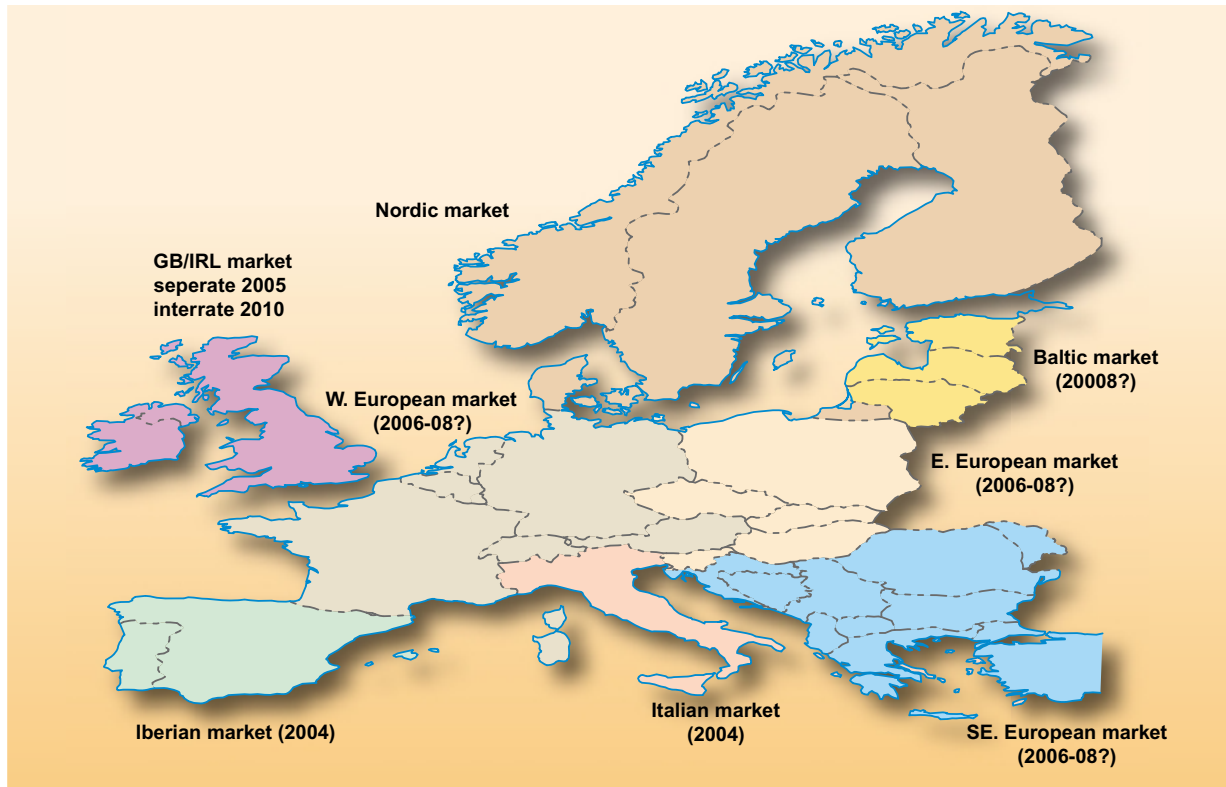 Nordic market
GB/IRL market
seperate 2005
interrate 2010
Baltic market
(20008?)
W. European market
(2006-08?)
E. European market
(2006-08?)
Iberian market (2004)
Italian market
(2004)
SE. European market
(2006-08?)